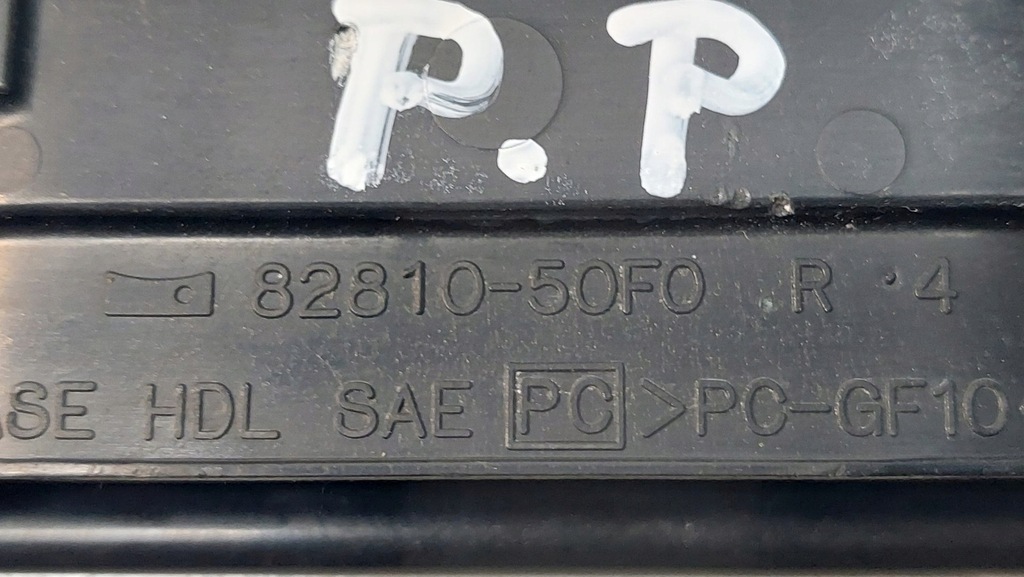 P.P
82810-50F0 R ·4
ASE HDL SAE PC >PC-GF10